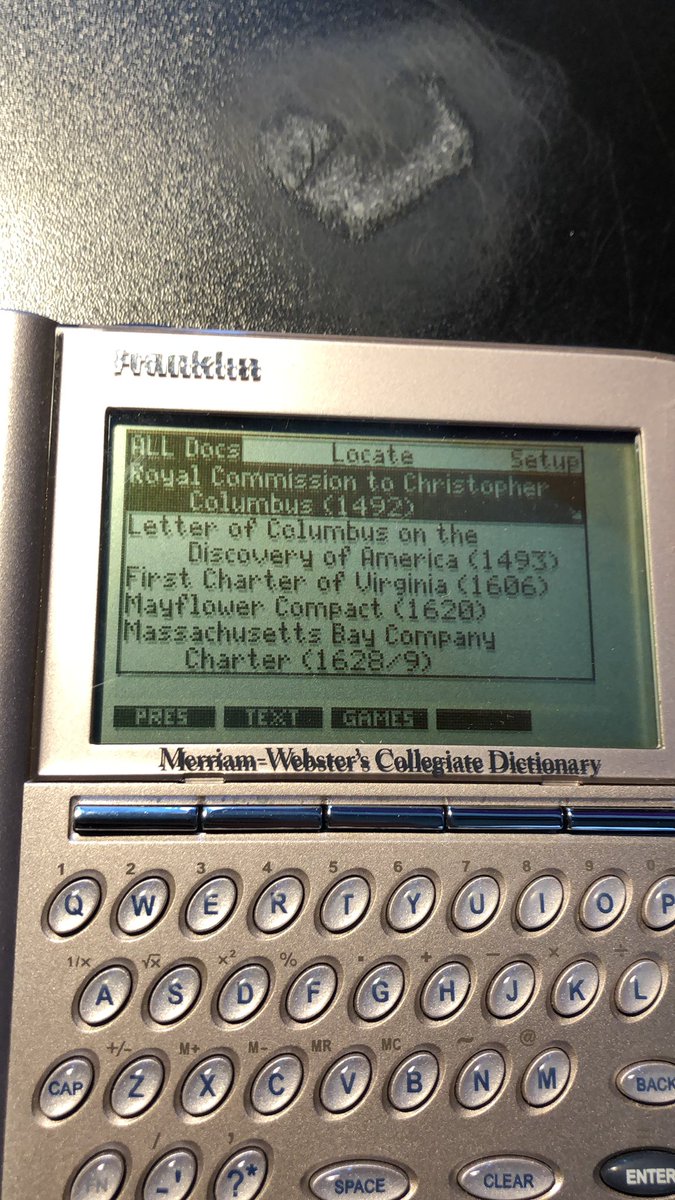 Franklin
ALL Docs Locate Setup
Royal Commission to Christopher
Columbus (1492)
Letter of Columbus on the
Discovery of America (1493)
First Charter of Virginia (1606)
Mayflower Compact (1620)
Massachusetts Bay Company
Charter (1628/9)
PRES TEXT GAMES
Merriam-Webster's Collegiate Dictionary
1 2 3 4 5 6 7 8 9 0
Q W E R T Y U I O P
1/x √x x² % . + − × ÷
A S D F G H J K L
+/- M+ M- MR MC ~ @
CAP Z X C V B N M BACK
/ ,
FN -' ?* SPACE CLEAR ENTER